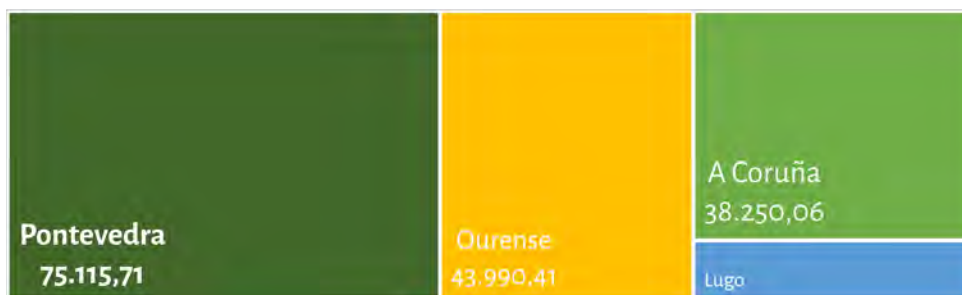 Pontevedra
75.115,71
Ourense
43.990,41
A Coruña
38.250,06
Lugo